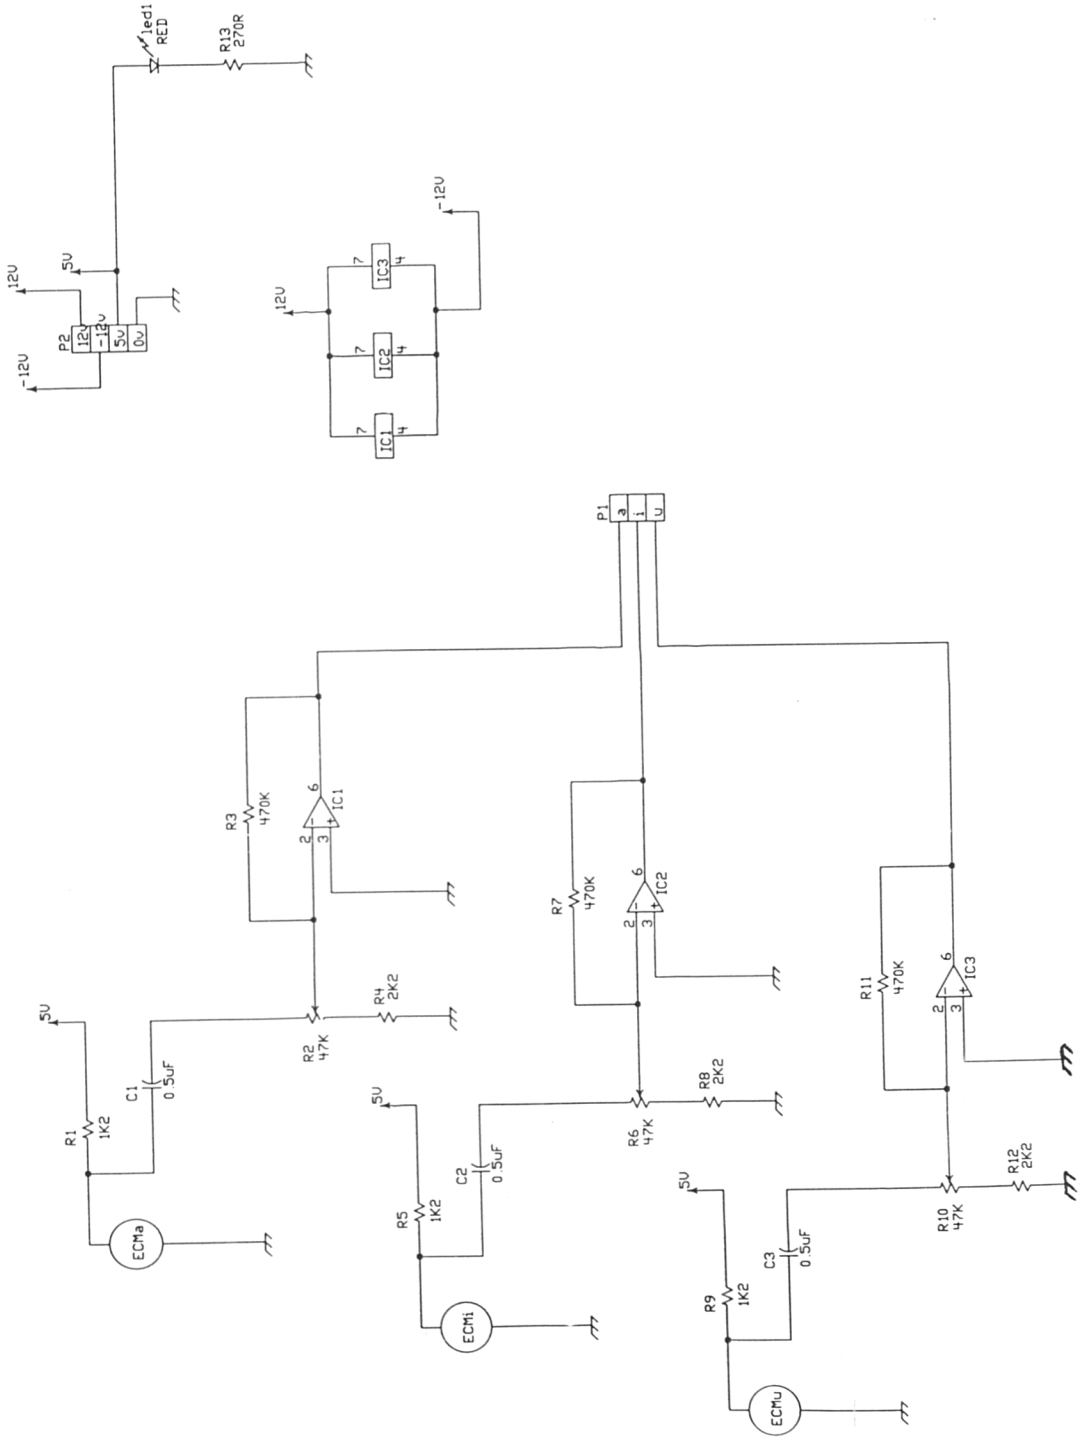 5V
R1
1K2
C1
0.5uF
ECMa
R2
47K
R4
2K2
R3
470K
2
3
6
IC1
5V
R5
1K2
C2
0.5uF
ECMi
R6
47K
R8
2K2
R7
470K
2
3
6
IC2
5V
R9
1K2
C3
0.5uF
ECMu
R10
47K
R12
2K2
R11
470K
2
3
6
IC3
P1
a
i
u
-12V
12V
5V
P2
12v
-12v
5v
0v
led1
RED
R13
270R
12V
7
IC1
4
7
IC2
4
7
IC3
4
-12V